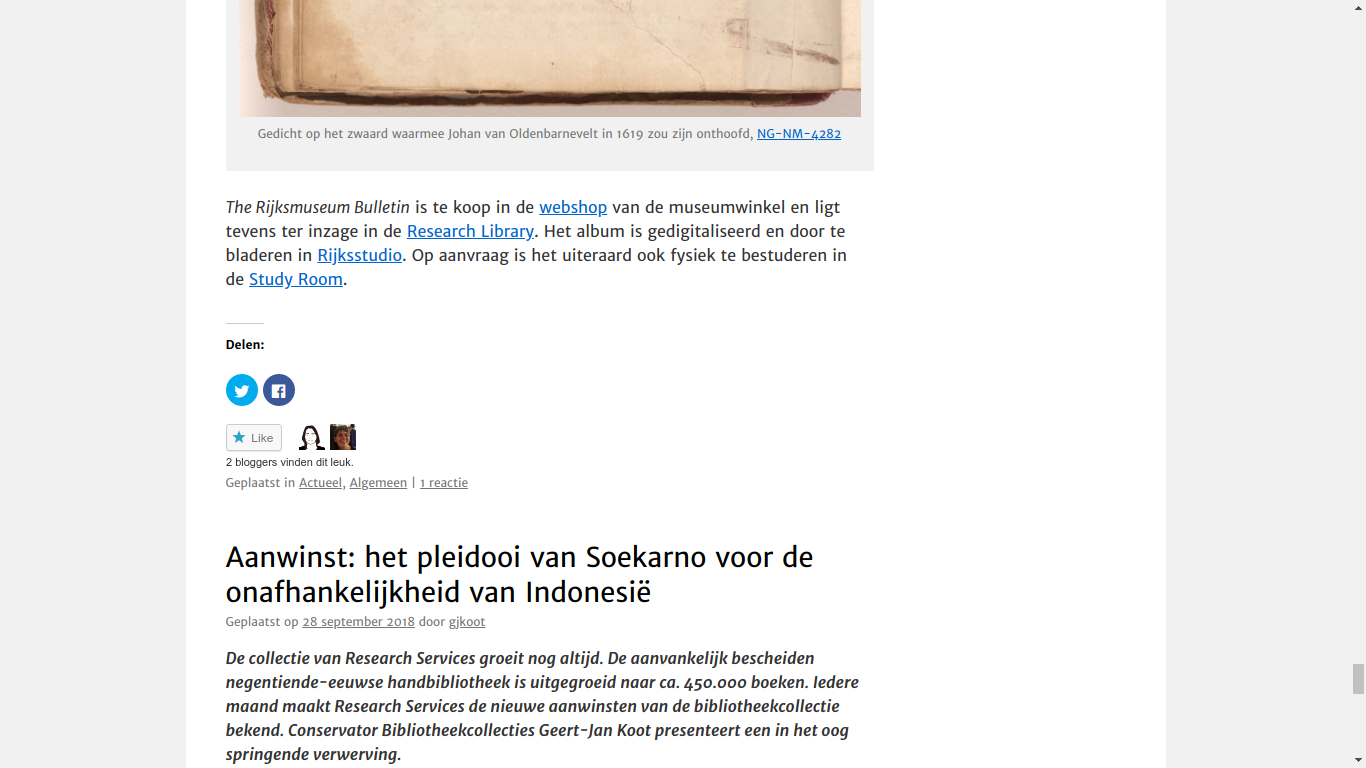 Gedicht op het zwaard waarmee Johan van Oldenbarnevelt in 1619 zou zijn onthoofd, NG-NM-4282
The Rijksmuseum Bulletin is te koop in de webshop van de museumwinkel en ligt
tevens ter inzage in de Research Library. Het album is gedigitaliseerd en door te
bladeren in Rijksstudio. Op aanvraag is het uiteraard ook fysiek te bestuderen in
de Study Room.
Delen:
Like
2 bloggers vinden dit leuk.
Geplaatst in Actueel, Algemeen | 1 reactie
Aanwinst: het pleidooi van Soekarno voor de
onafhankelijkheid van Indonesië
Geplaatst op 28 september 2018 door gjkoot
De collectie van Research Services groeit nog altijd. De aanvankelijk bescheiden
negentiende-eeuwse handbibliotheek is uitgegroeid naar ca. 450.000 boeken. Iedere
maand maakt Research Services de nieuwe aanwinsten van de bibliotheekcollectie
bekend. Conservator Bibliotheekcollecties Geert-Jan Koot presenteert een in het oog
springende verwerving.